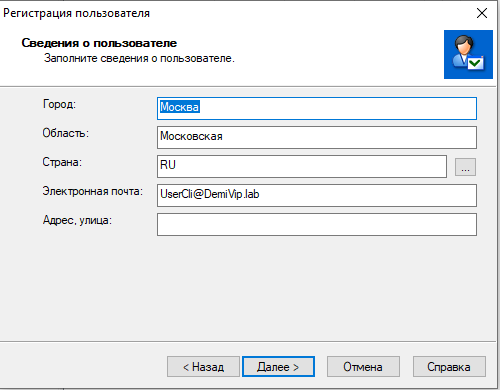 Регистрация пользователя
Сведения о пользователе
Заполните сведения о пользователе.
Город: Москва
Область: Московская
Страна: RU ...
Электронная почта: UserCli@DemiVip.lab
Адрес, улица:
< Назад Далее > Отмена Справка